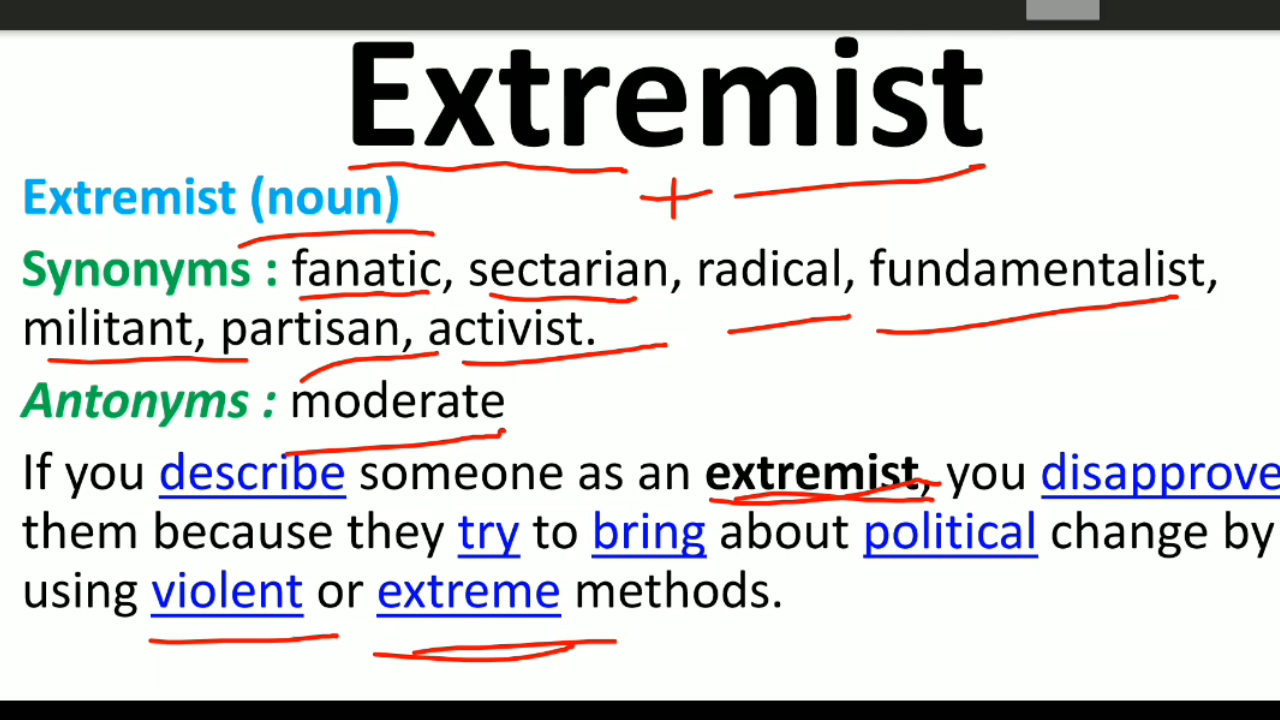 Extremist
Extremist (noun)
Synonyms : fanatic, sectarian, radical, fundamentalist,
militant, partisan, activist.
Antonyms : moderate
If you describe someone as an extremist, you disapprove
them because they try to bring about political change by
using violent or extreme methods.